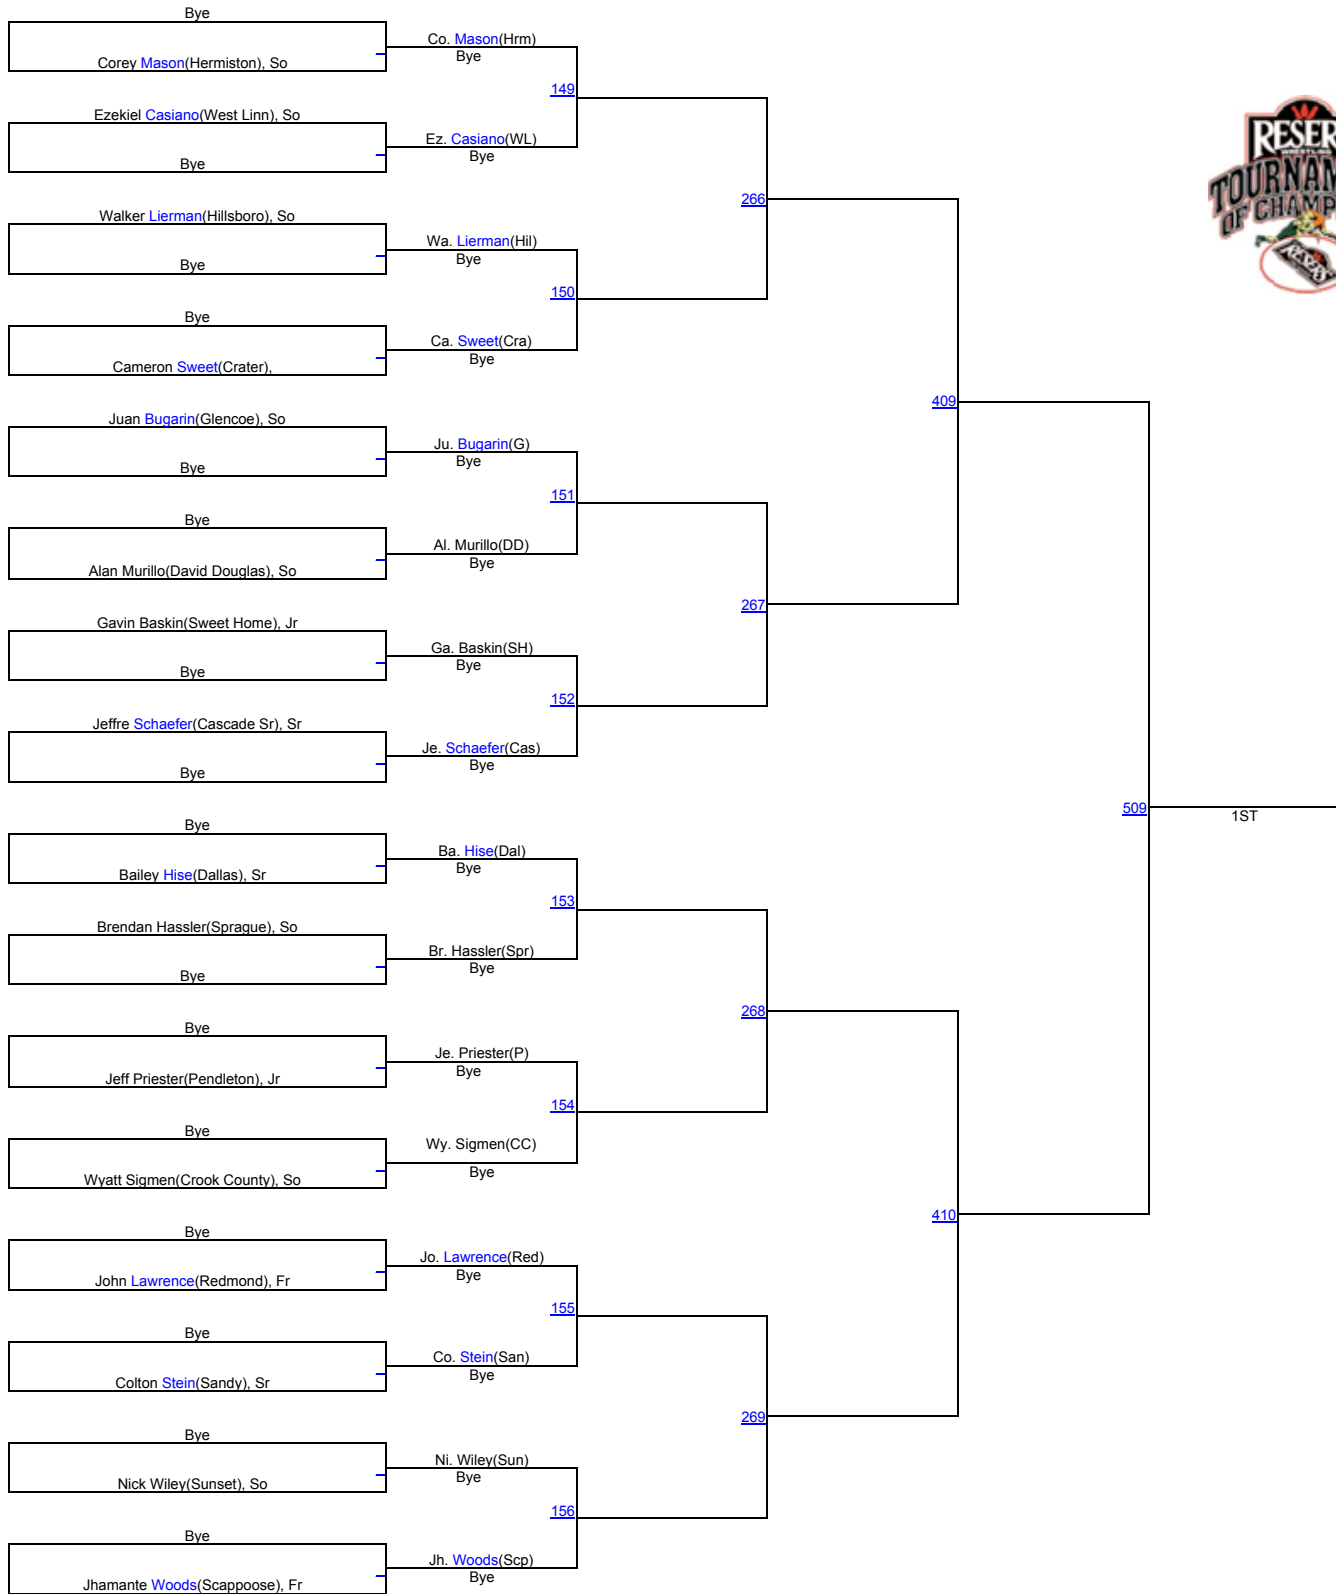 Bye
Corey Mason(Hermiston), So
Co. Mason(Hrm)
Bye
149
Ezekiel Casiano(West Linn), So
Bye
Ez. Casiano(WL)
Bye
266
Walker Lierman(Hillsboro), So
Bye
Wa. Lierman(Hil)
Bye
150
Bye
Cameron Sweet(Crater),
Ca. Sweet(Cra)
Bye
409
Juan Bugarin(Glencoe), So
Bye
Ju. Bugarin(G)
Bye
151
Bye
Alan Murillo(David Douglas), So
Al. Murillo(DD)
Bye
267
Gavin Baskin(Sweet Home), Jr
Bye
Ga. Baskin(SH)
Bye
152
Jeffre Schaefer(Cascade Sr), Sr
Bye
Je. Schaefer(Cas)
Bye
509
1ST
Bye
Bailey Hise(Dallas), Sr
Ba. Hise(Dal)
Bye
153
Brendan Hassler(Sprague), So
Bye
Br. Hassler(Spr)
Bye
268
Bye
Jeff Priester(Pendleton), Jr
Je. Priester(P)
Bye
154
Bye
Wyatt Sigmen(Crook County), So
Wy. Sigmen(CC)
Bye
410
Bye
John Lawrence(Redmond), Fr
Jo. Lawrence(Red)
Bye
155
Bye
Colton Stein(Sandy), Sr
Co. Stein(San)
Bye
269
Bye
Nick Wiley(Sunset), So
Ni. Wiley(Sun)
Bye
156
Bye
Jhamante Woods(Scappoose), Fr
Jh. Woods(Scp)
Bye
RESER
TOURNAM
OF CHAMP